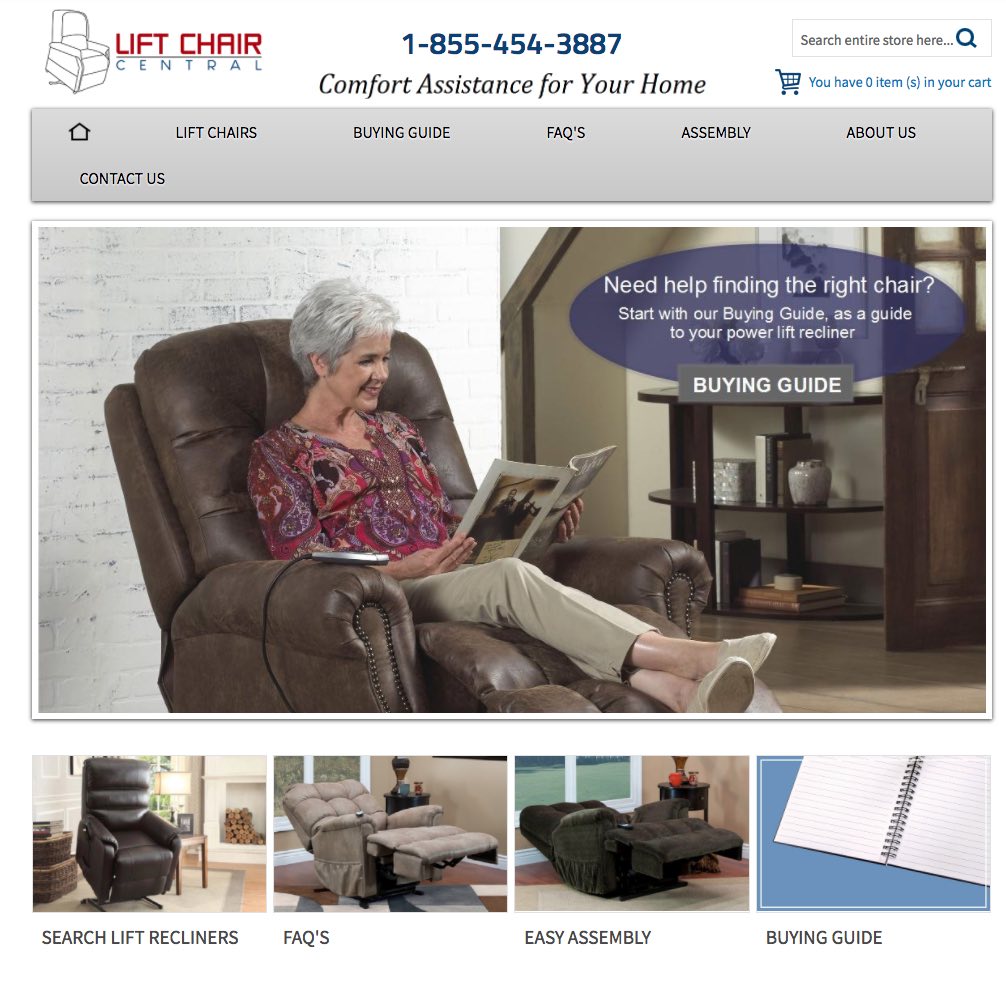 LIFT CHAIR
CENTRAL
1-855-454-3887
Comfort Assistance for Your Home
Search entire store here...
You have 0 item (s) in your cart
LIFT CHAIRS
BUYING GUIDE
FAQ'S
ASSEMBLY
ABOUT US
CONTACT US
Need help finding the right chair?
Start with our Buying Guide, as a guide
to your power lift recliner
BUYING GUIDE
SEARCH LIFT RECLINERS
FAQ'S
EASY ASSEMBLY
BUYING GUIDE